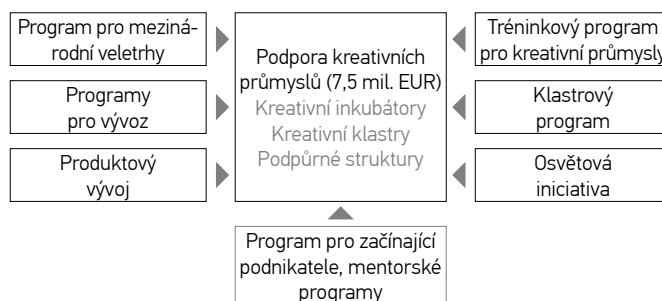 Program pro meziná-
rodní veletrhy
Programy
pro vývoz
Produktový
vývoj
Podpora kreativních
průmyslů (7,5 mil. EUR)
Kreativní inkubátory
Kreativní klastry
Podpůrné struktury
Tréninkový program
pro kreativní průmysly
Klastrový
program
Osvětová
iniciativa
Program pro začínající
podnikatele, mentorské
programy